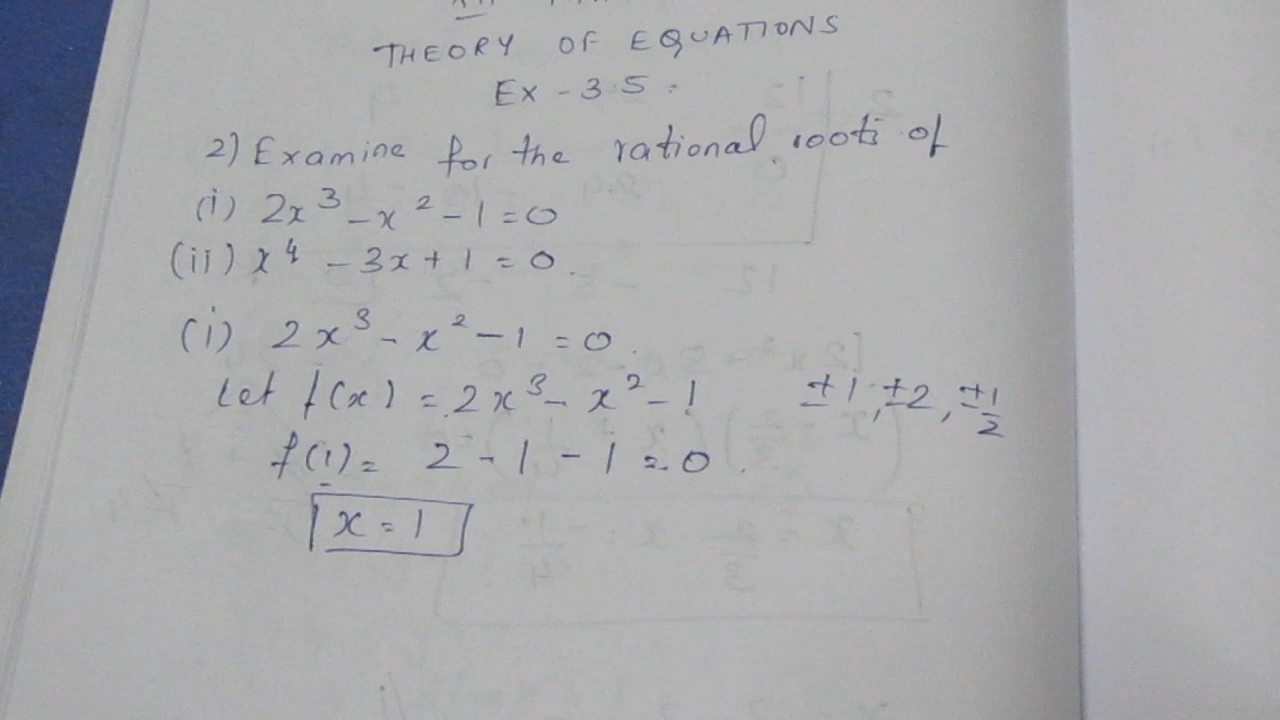 THEORY OF EQUATIONS
Ex - 3.5.
2) Examine for the rational roots of
(i) 2x³ - x² - 1 = 0
(ii) x⁴ - 3x + 1 = 0.
(i) 2x³ - x² - 1 = 0.
Let f(x) = 2x³ - x² - 1 ±1, ±2, ±1/2
f(1) = 2 - 1 - 1 = 0.
x = 1